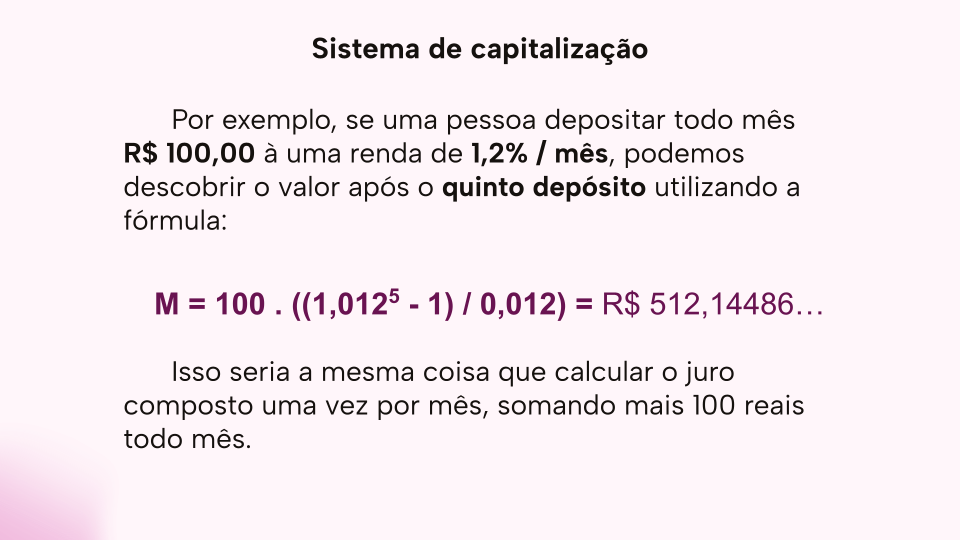 Sistema de capitalização
Por exemplo, se uma pessoa depositar todo mês
R$ 100,00 à uma renda de 1,2% / mês, podemos
descobrir o valor após o quinto depósito utilizando a
fórmula:
M = 100 . ((1,012⁵ - 1) / 0,012) = R$ 512,14486…
Isso seria a mesma coisa que calcular o juro
composto uma vez por mês, somando mais 100 reais
todo mês.